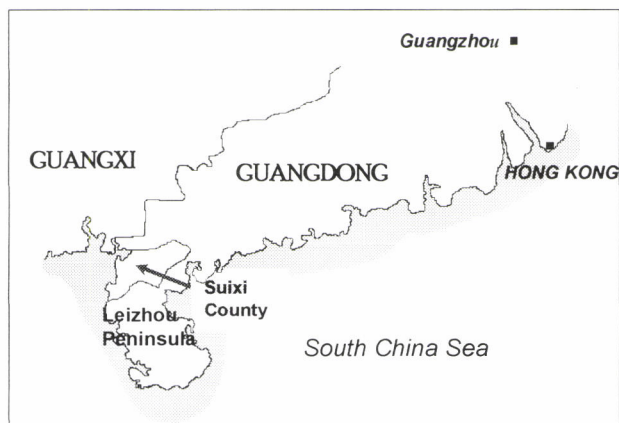 Guangzhou
GUANGXI
GUANGDONG
HONG KONG
Suixi
County
Leizhou
Peninsula
South China Sea